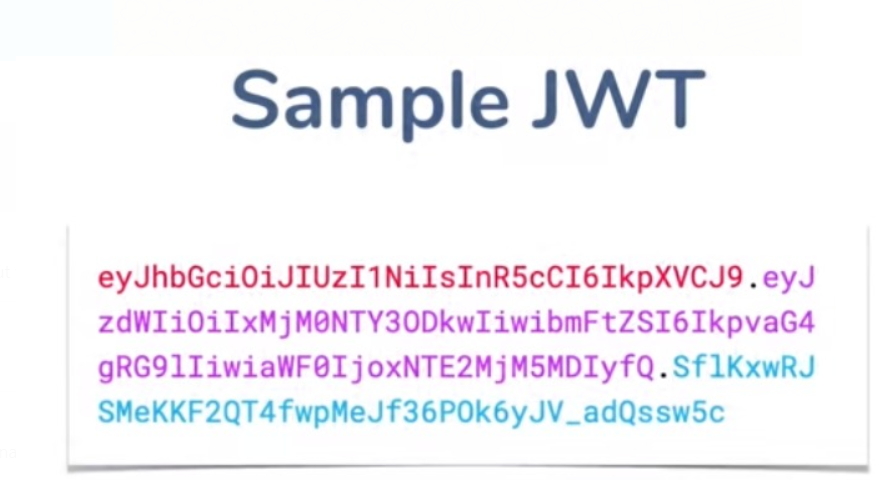 Sample JWT
eyJhbGciOiJIUzI1NiIsInR5cCI6IkpXVCJ9.eyJ
zdWIiOiIxMjM0NTY3ODkwIiwibmFtZSI6IkpvaG4
gRG9lIiwiaWF0IjoxNTE2MjM5MDIyfQ.SflKxwRJ
SMeKKF2QT4fwpMeJf36POk6yJV_adQssw5c